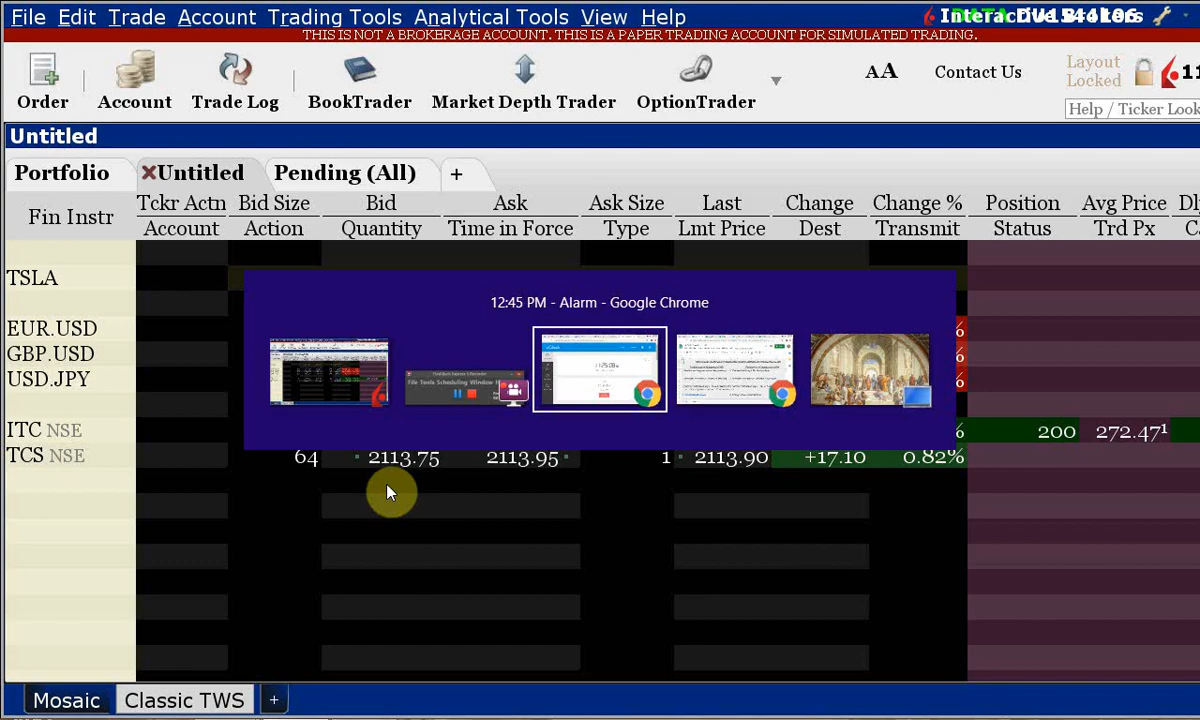 File Edit Trade Account Trading Tools Analytical Tools View Help
THIS IS NOT A BROKERAGE ACCOUNT. THIS IS A PAPER TRADING ACCOUNT FOR SIMULATED TRADING.
Order Account Trade Log BookTrader Market Depth Trader OptionTrader AA Contact Us
Layout
Locked
Help / Ticker Look
Untitled
Portfolio Untitled Pending (All) +
Fin Instr
Tckr Actn Bid Size Bid Ask Ask Size Last Change Change % Position Avg Price
Account Action Quantity Time in Force Type Lmt Price Dest Transmit Status Trd Px
TSLA
12:45 PM - Alarm - Google Chrome
EUR.USD %
GBP.USD %
USD.JPY %
File Tools Scheduling Window
ITC NSE % 200 272.47¹
TCS NSE 64 2113.75 2113.95 1 2113.90 +17.10 0.82%
Mosaic Classic TWS +